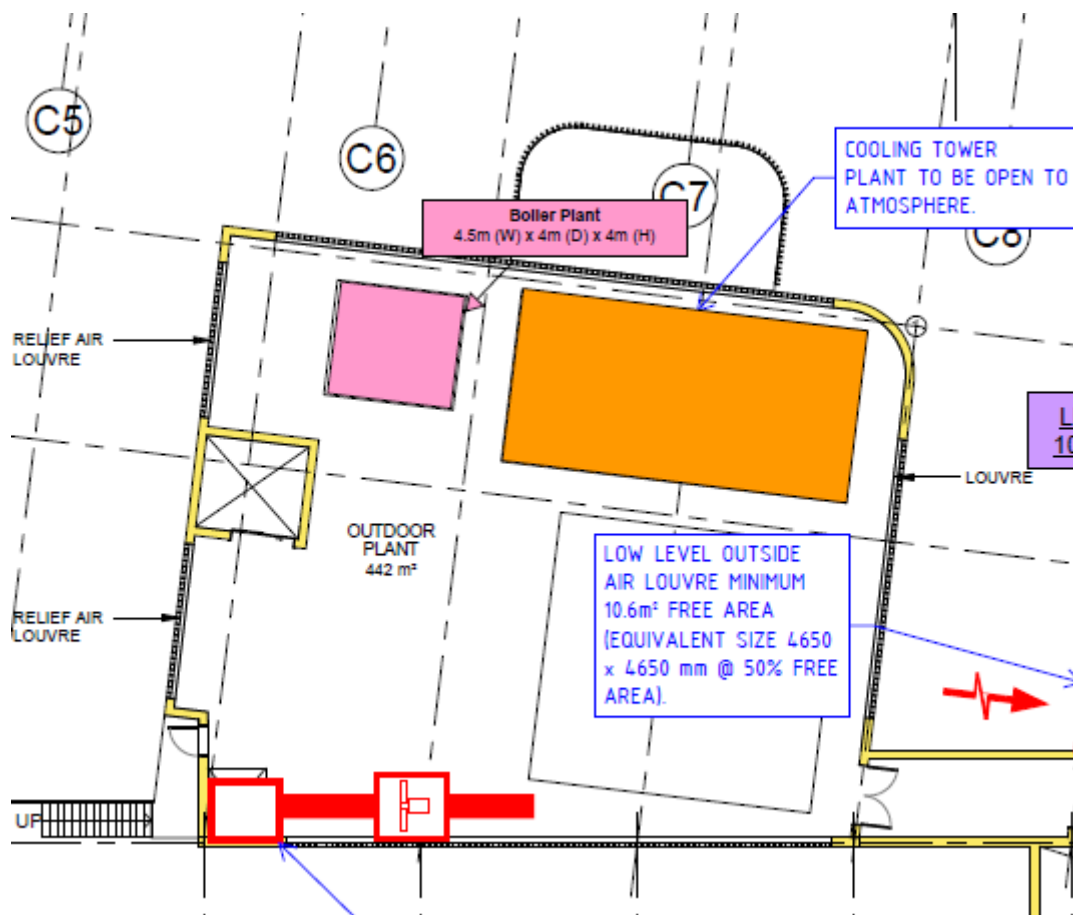 C5
C6
C7
C8
COOLING TOWER
PLANT TO BE OPEN TO
ATMOSPHERE.
Boiler Plant
4.5m (W) x 4m (D) x 4m (H)
RELIEF AIR
LOUVRE
LOUVRE
OUTDOOR
PLANT
442 m²
LOW LEVEL OUTSIDE
AIR LOUVRE MINIMUM
10.6m² FREE AREA
(EQUIVALENT SIZE 4650
x 4650 mm @ 50% FREE
AREA).
RELIEF AIR
LOUVRE
UP